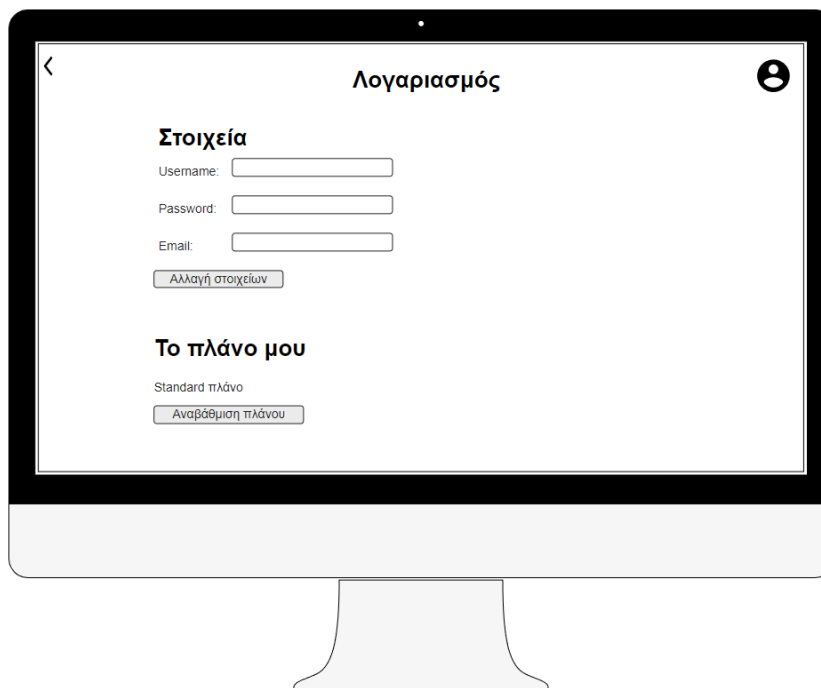 Λογαριασμός
Στοιχεία
Username:
Password:
Email:
Αλλαγή στοιχείων
Το πλάνο μου
Standard πλάνο
Αναβάθμιση πλάνου